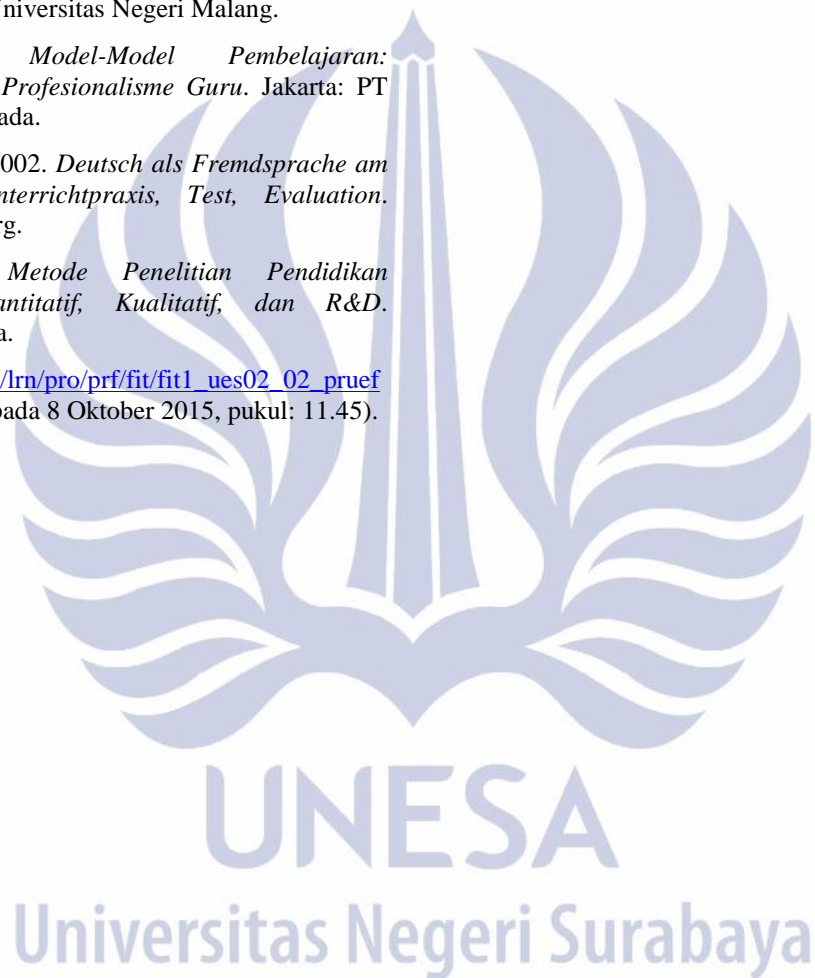 Universitas Negeri Malang.
Model-Model Pembelajaran:
Profesionalisme Guru. Jakarta: PT
ada.
002. Deutsch als Fremdsprache am
nterrichtpraxis, Test, Evaluation.
rg.
Metode Penelitian Pendidikan
antitatif, Kualitatif, dan R&D.
a.
/lrn/pro/prf/fit/fit1_ues02_02_pruef
pada 8 Oktober 2015, pukul: 11.45).
UNESA
Universitas Negeri Surabaya